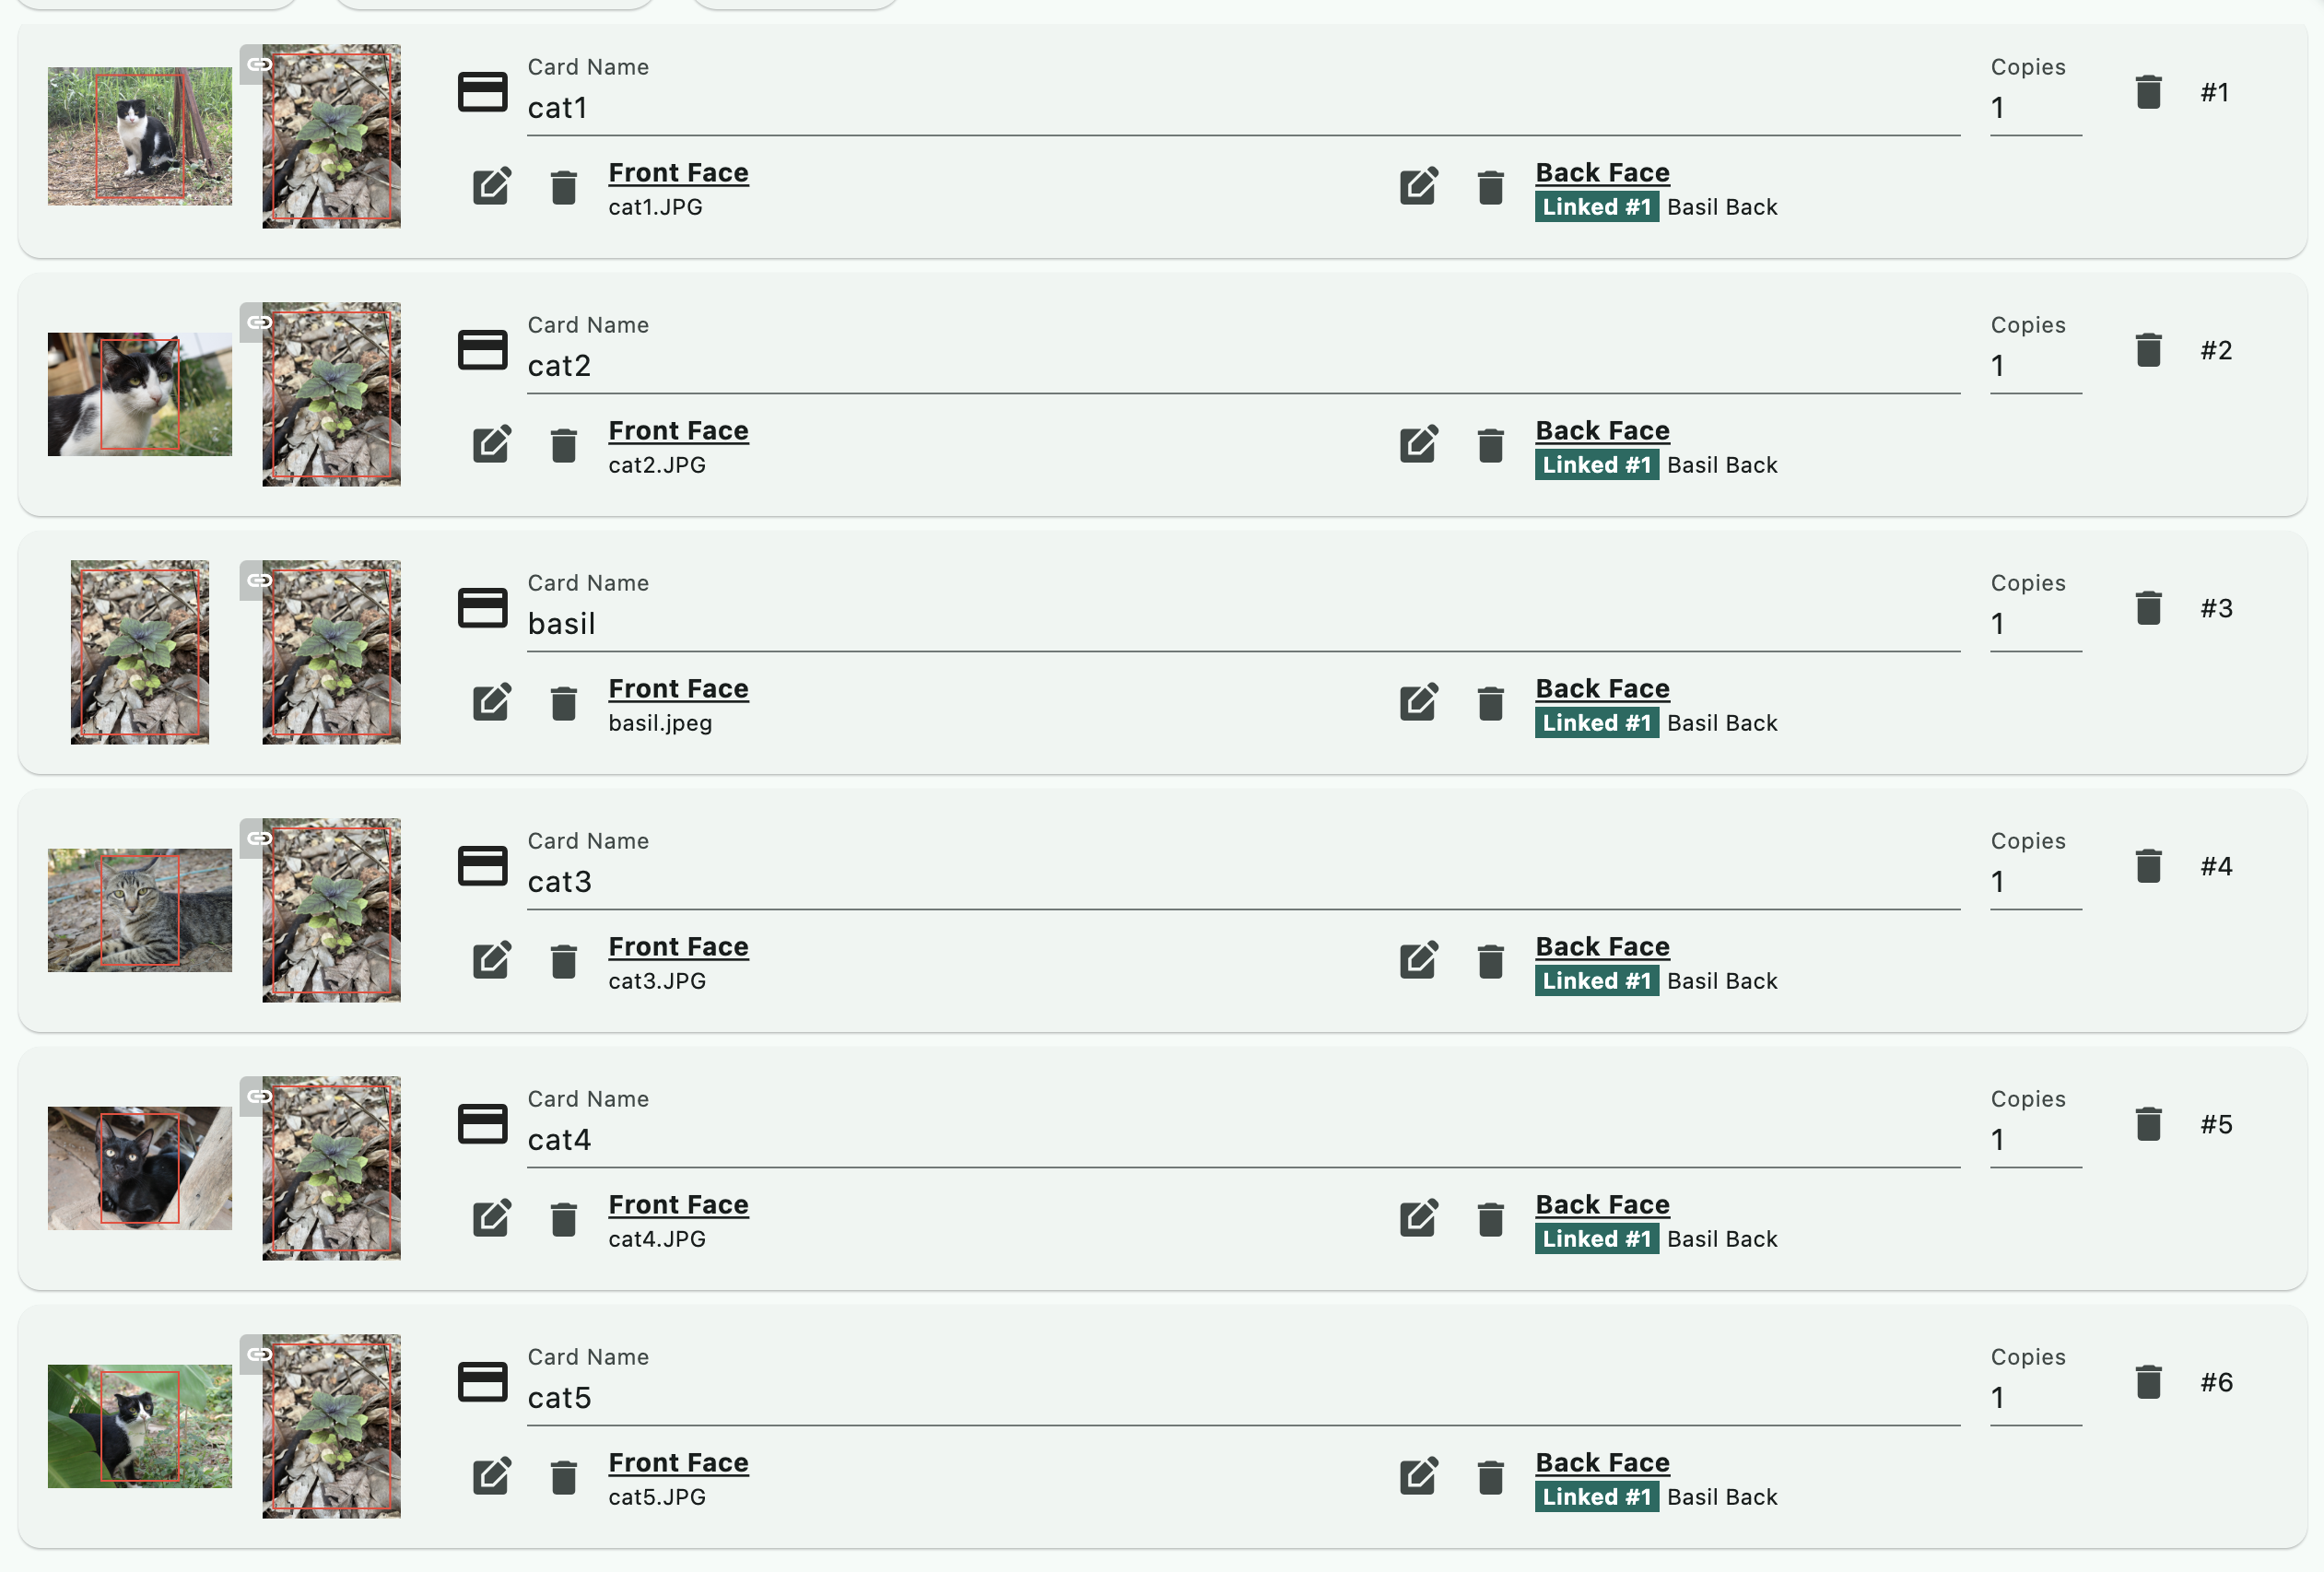 Card Name
cat1
Copies
1
#1
Front Face
cat1.JPG
Back Face
Linked #1 Basil Back
Card Name
cat2
Copies
1
#2
Front Face
cat2.JPG
Back Face
Linked #1 Basil Back
Card Name
basil
Copies
1
#3
Front Face
basil.jpeg
Back Face
Linked #1 Basil Back
Card Name
cat3
Copies
1
#4
Front Face
cat3.JPG
Back Face
Linked #1 Basil Back
Card Name
cat4
Copies
1
#5
Front Face
cat4.JPG
Back Face
Linked #1 Basil Back
Card Name
cat5
Copies
1
#6
Front Face
cat5.JPG
Back Face
Linked #1 Basil Back